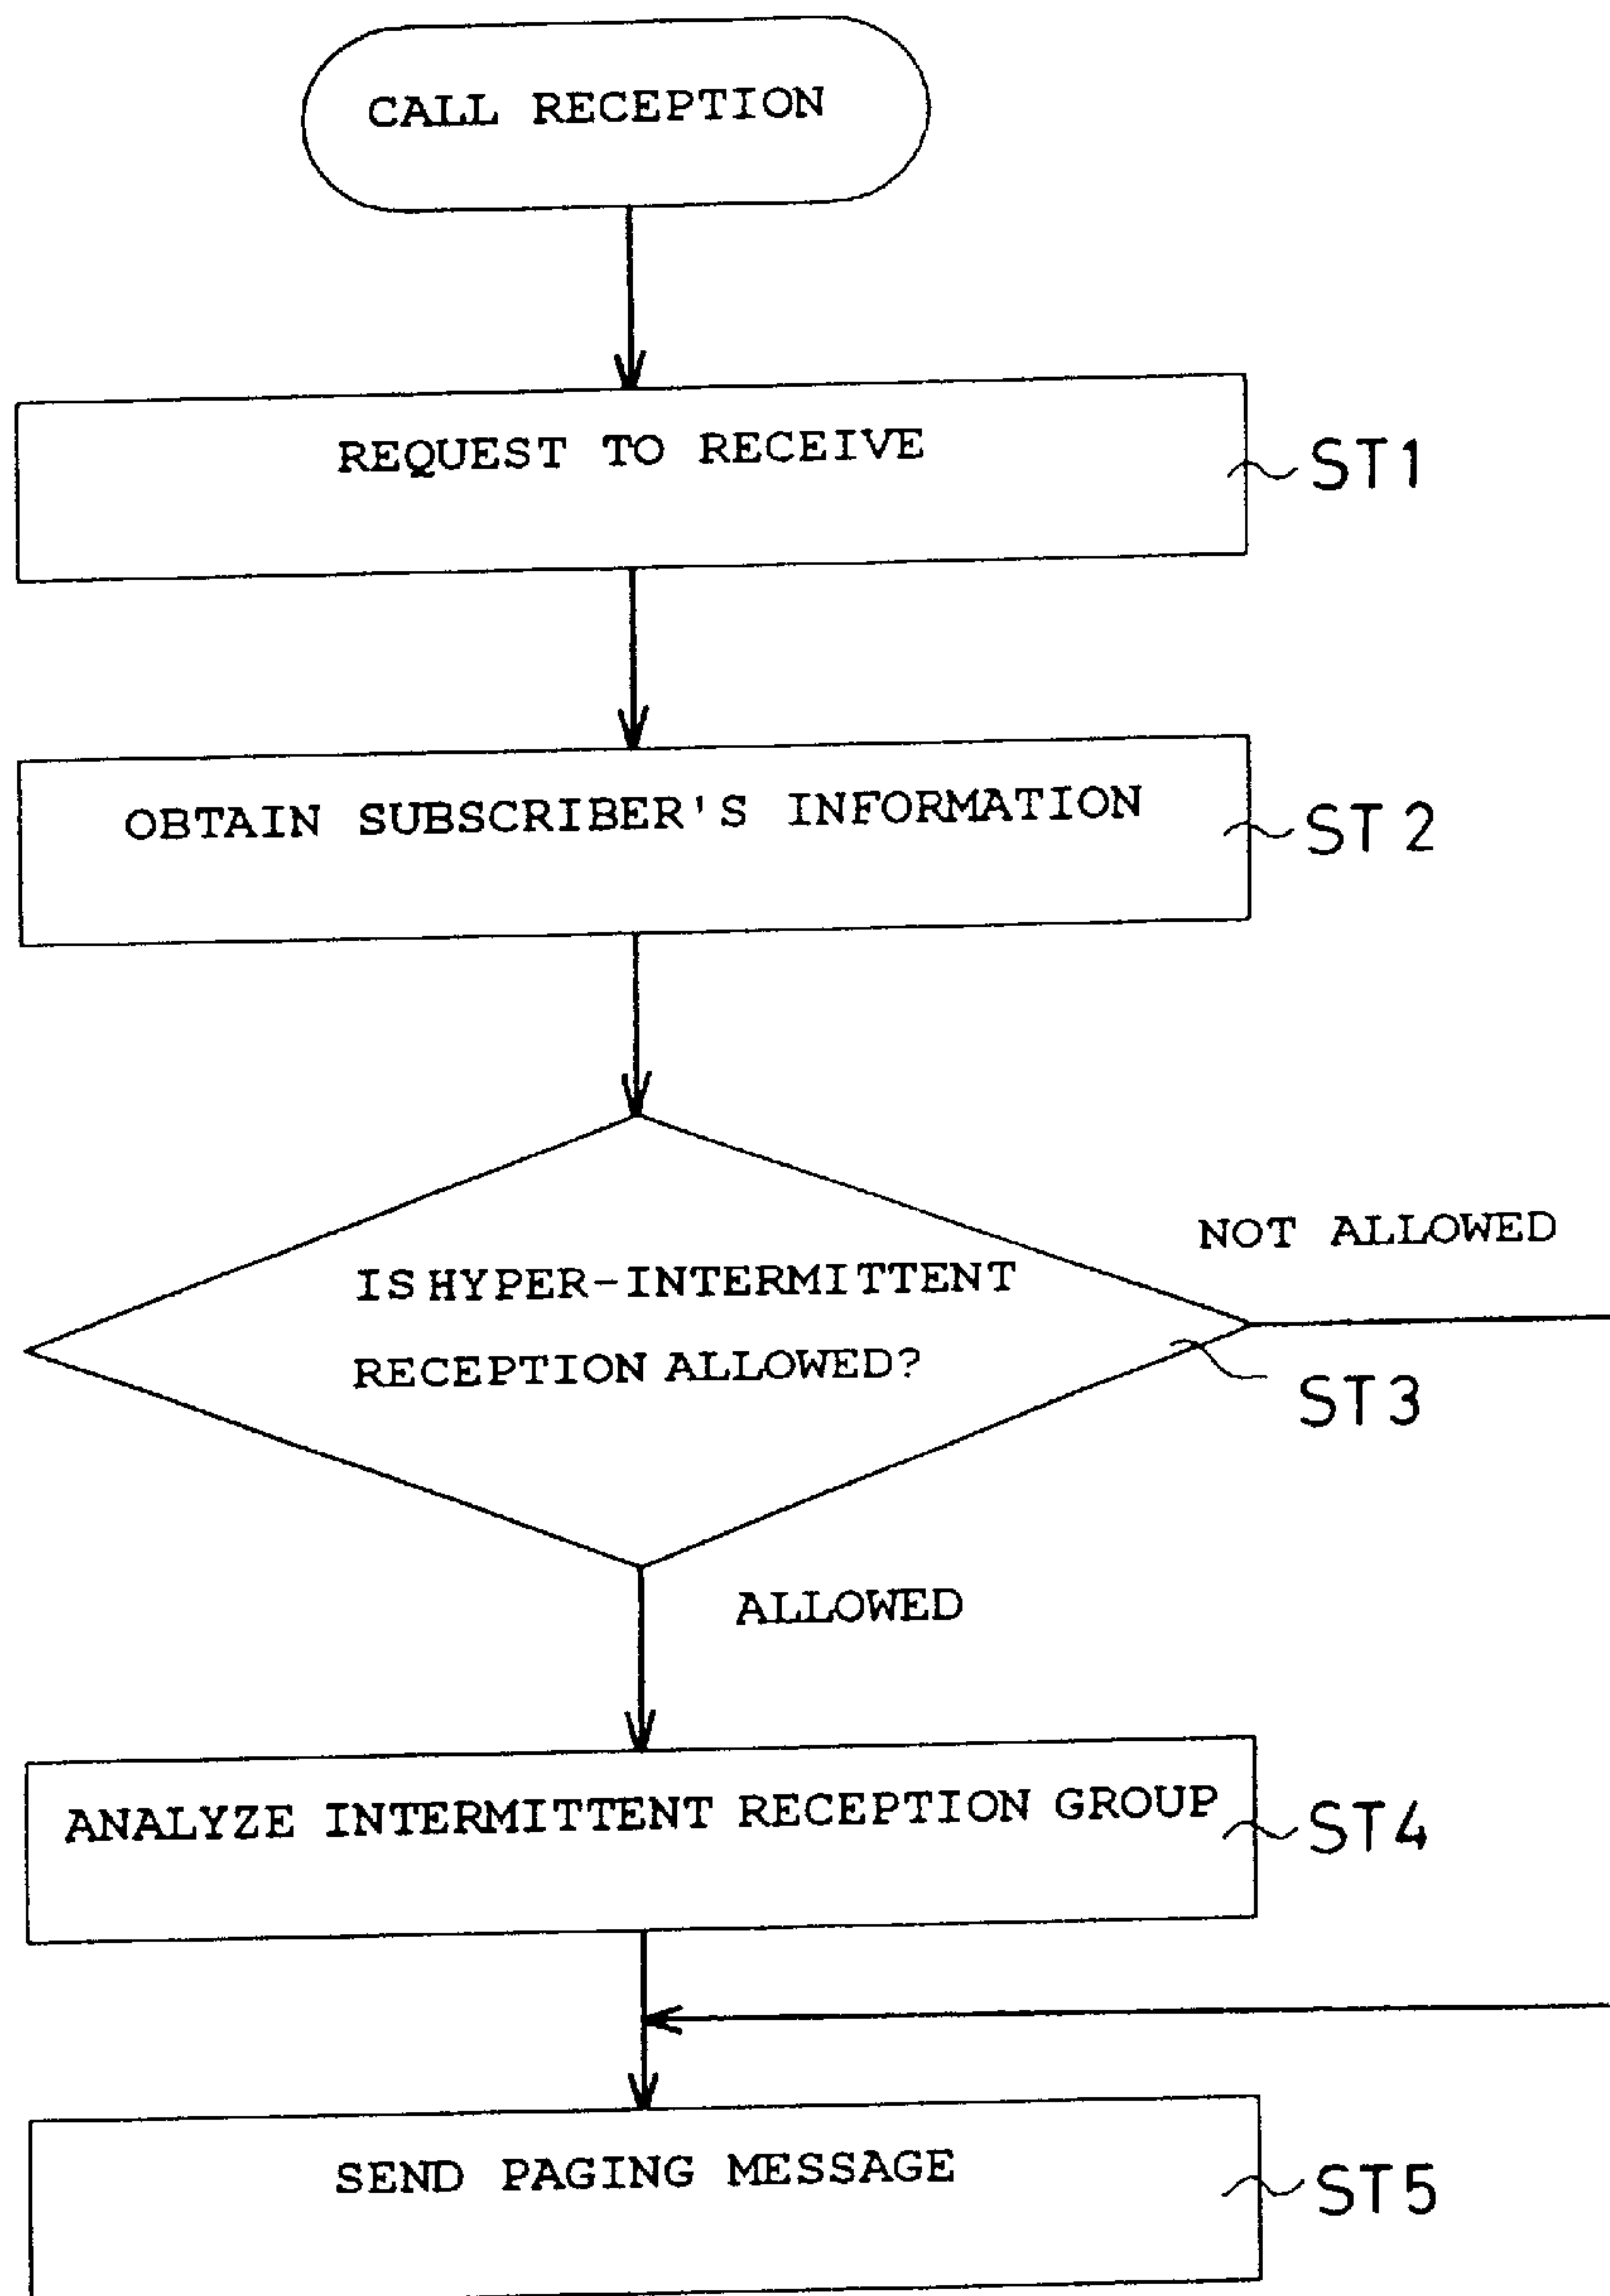 CALL RECEPTION
REQUEST TO RECEIVE
ST1
OBTAIN SUBSCRIBER'S INFORMATION
ST2
NOT ALLOWED
IS HYPER-INTERMITTENT
RECEPTION ALLOWED?
ST3
ALLOWED
ANALYZE INTERMITTENT RECEPTION GROUP
ST4
SEND PAGING MESSAGE
ST5